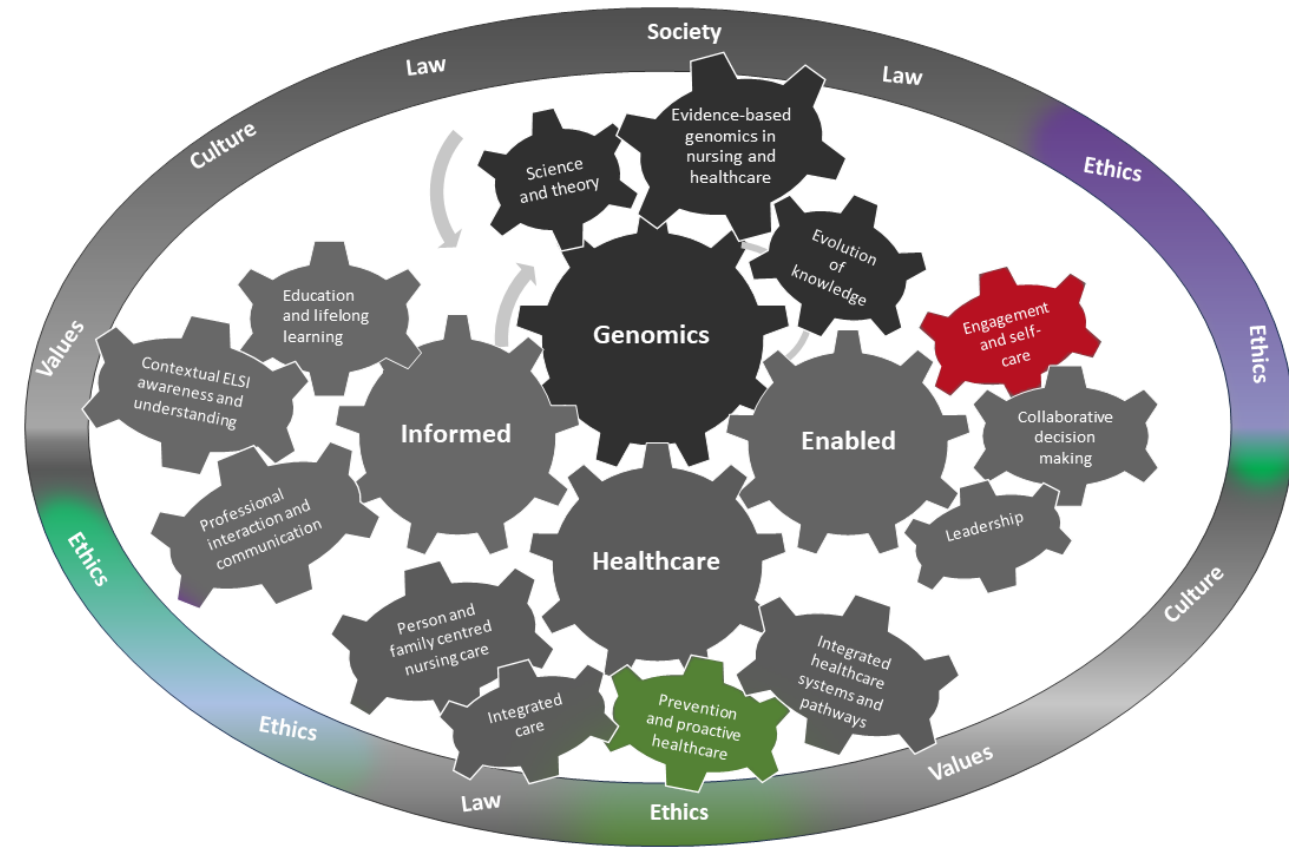 Society
Law
Law
Culture
Ethics
Values
Ethics
Ethics
Culture
Ethics
Values
Law
Ethics
Evidence-based
genomics in
nursing and
healthcare
Science
and theory
Evolution
of
knowledge
Genomics
Education
and lifelong
learning
Contextual ELSI
awareness and
understanding
Professional
interaction and
communication
Informed
Enabled
Engagement
and self-
care
Collaborative
decision
making
Leadership
Healthcare
Person and
family centred
nursing care
Integrated
care
Prevention
and proactive
healthcare
Integrated
healthcare
systems and
pathways